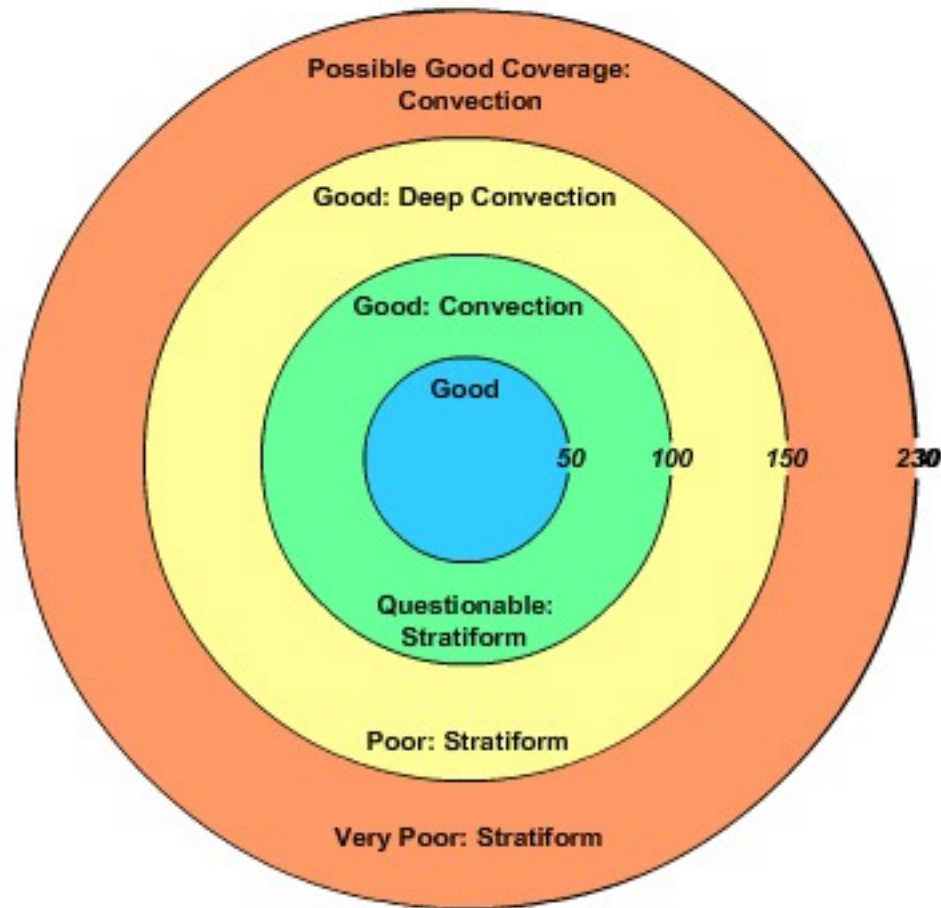 Possible Good Coverage:
Convection
Good: Deep Convection
Good: Convection
Good
50 100 150
Questionable:
Stratiform
Poor: Stratiform
Very Poor: Stratiform